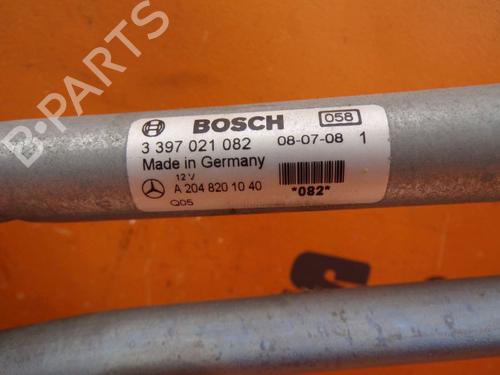 B-PARTS
BOSCH 058
3 397 021 082 08-07-08 1
Made in Germany
12 V
A 204 820 10 40 *082*
Q05